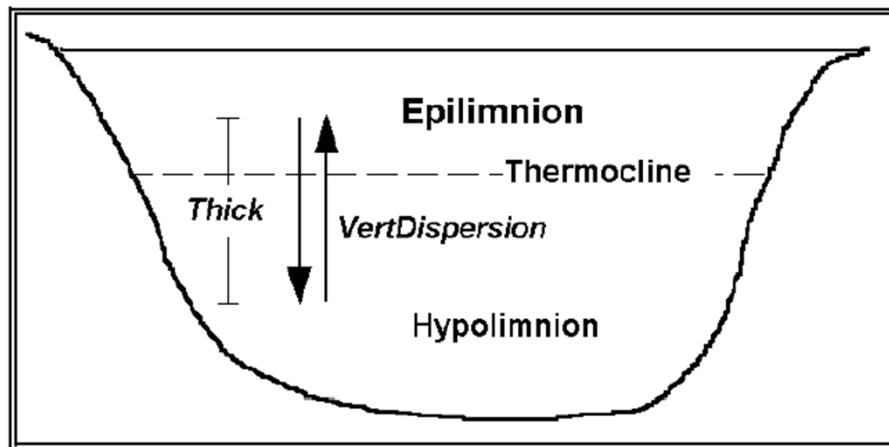 Epilimnion
Thermocline
Thick
VertDispersion
Hypolimnion